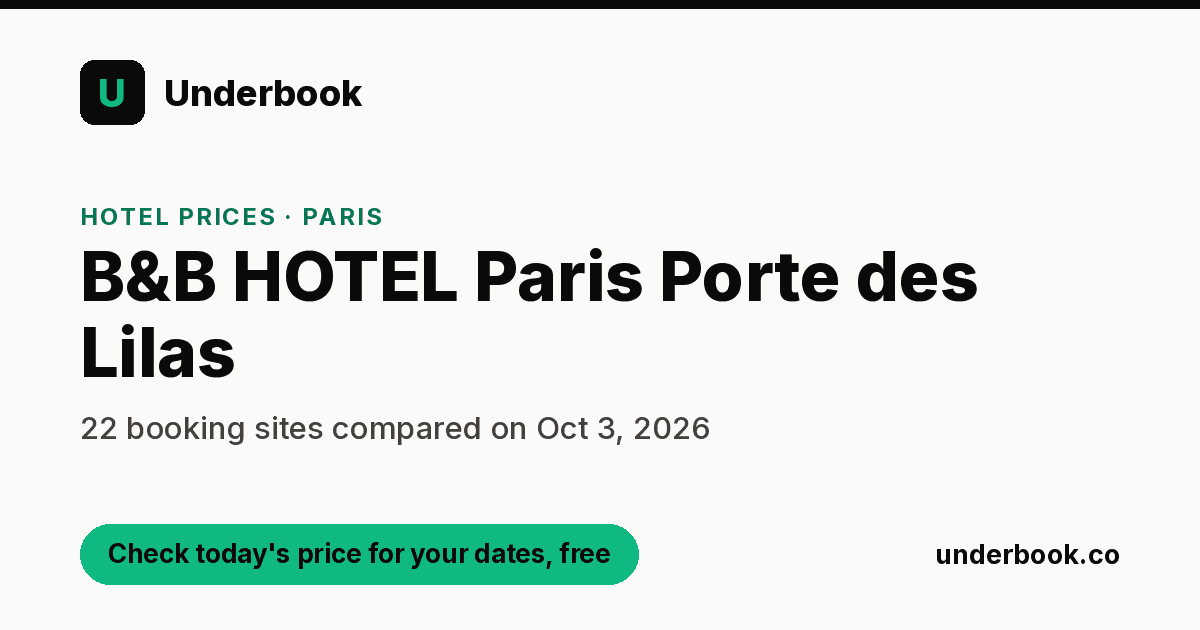 U
Underbook
HOTEL PRICES · PARIS
B&B HOTEL Paris Porte des
Lilas
22 booking sites compared on Oct 3, 2026
Check today's price for your dates, free
underbook.co